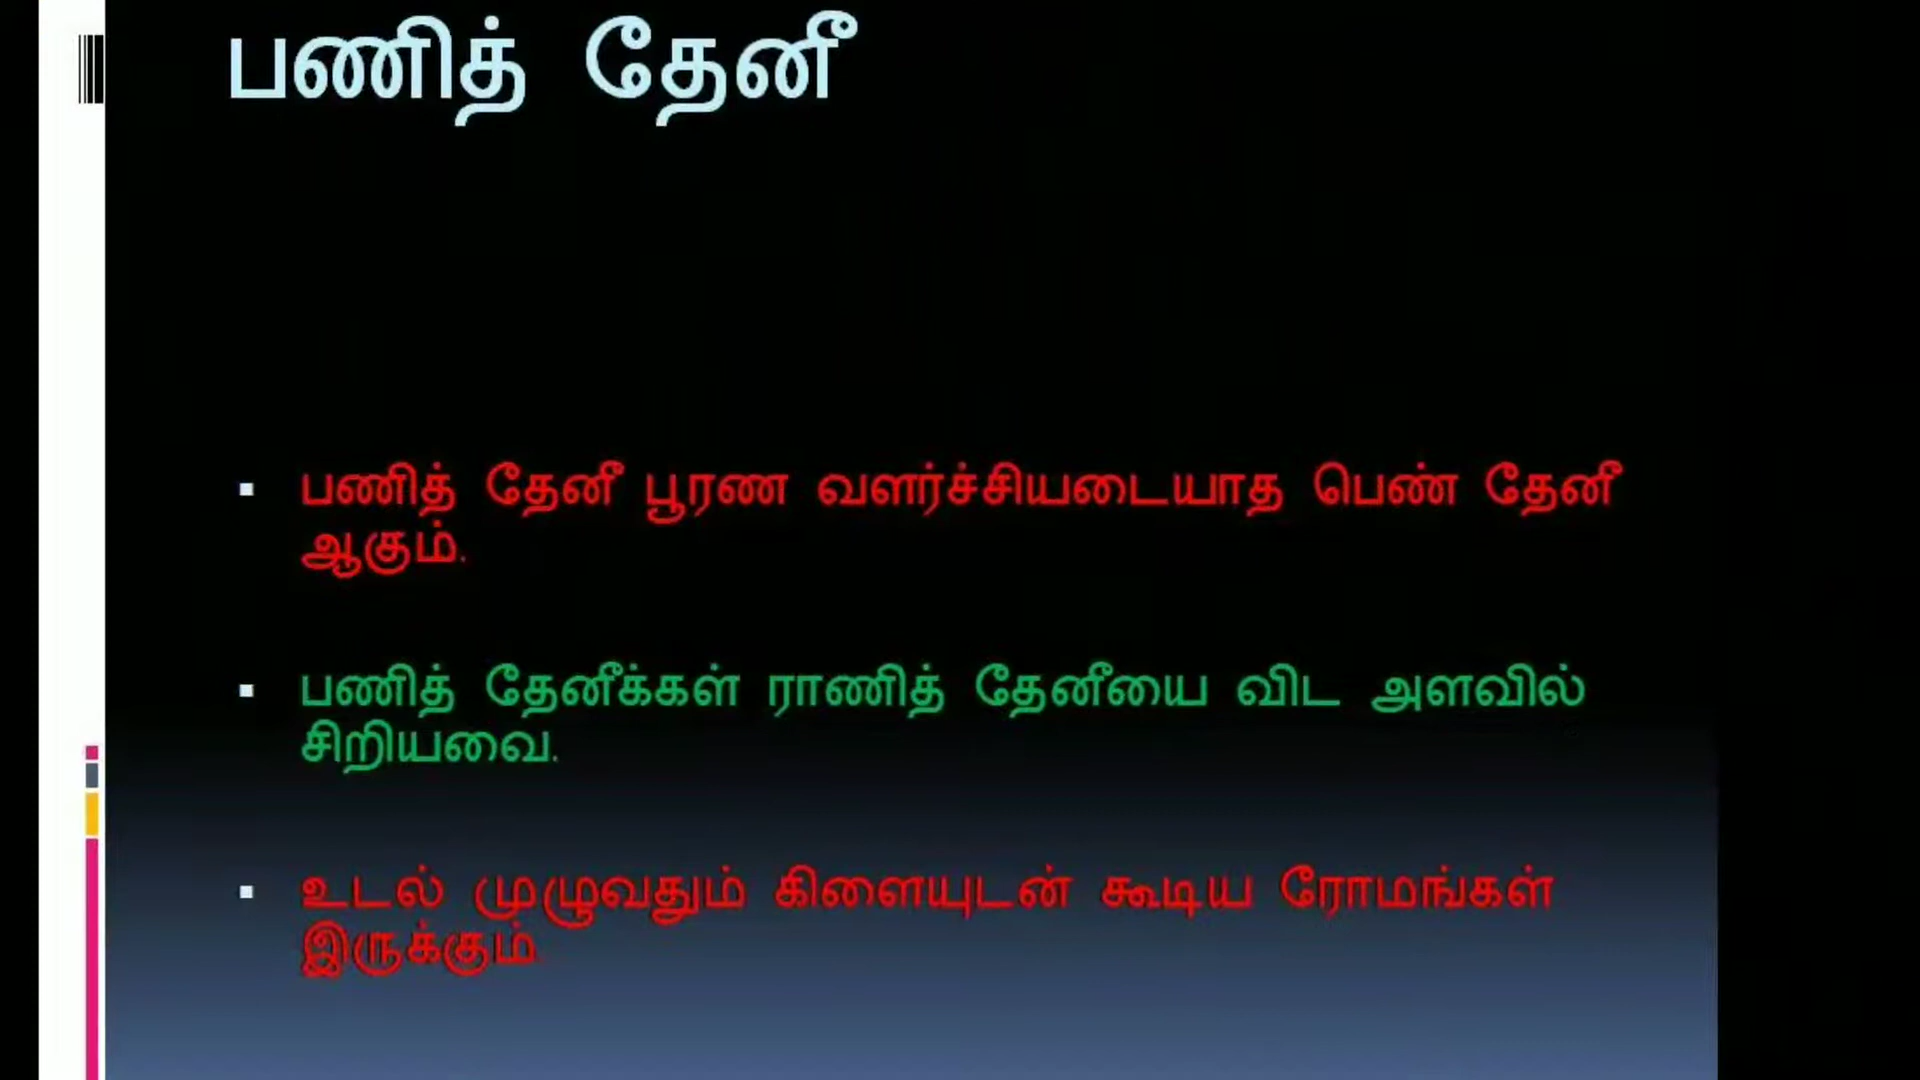 பணித் தேனீ
▪ பணித் தேனீ பூரண வளர்ச்சியடையாத பெண் தேனீ
ஆகும்.
▪ பணித் தேனீக்கள் ராணித் தேனீயை விட அளவில்
சிறியவை.
▪ உடல் முழுவதும் கிளையுடன் கூடிய ரோமங்கள்
இருக்கும்